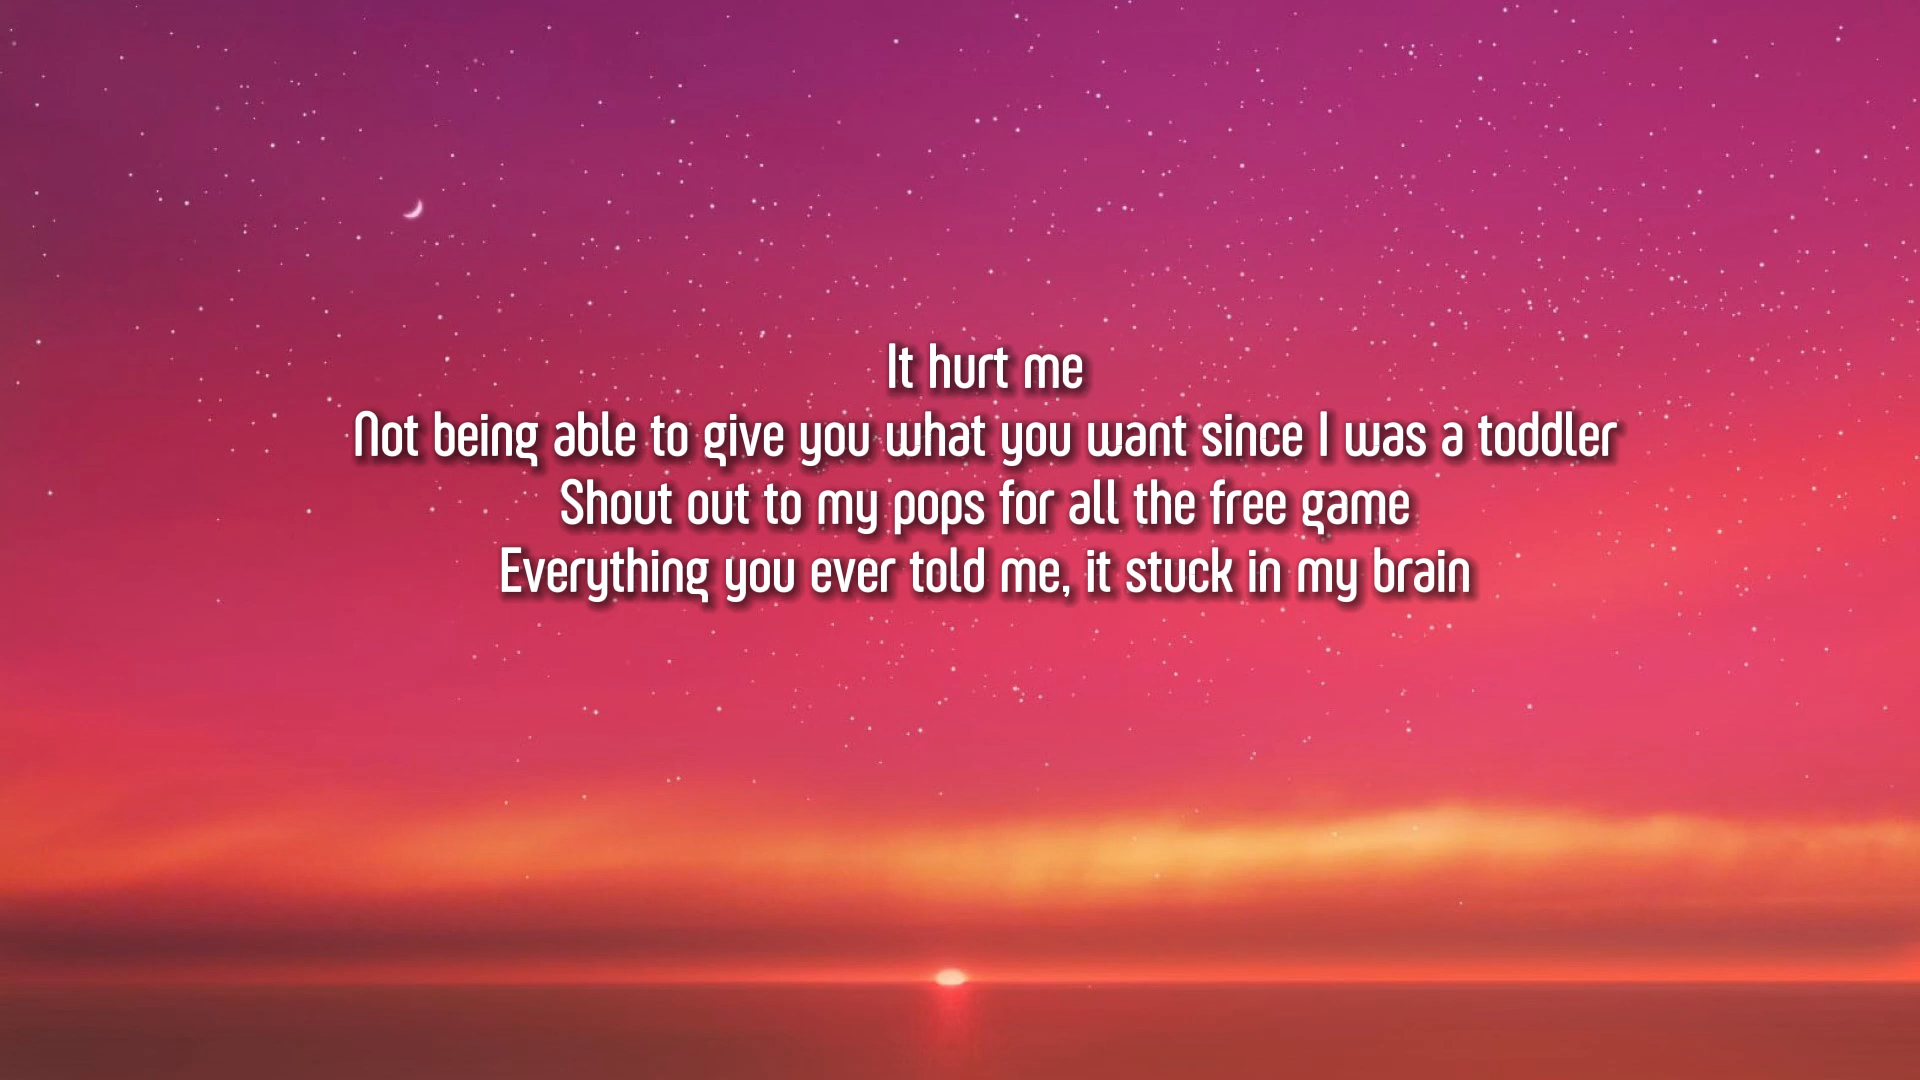 It hurt me
Not being able to give you what you want since I was a toddler
Shout out to my pops for all the free game
Everything you ever told me, it stuck in my brain